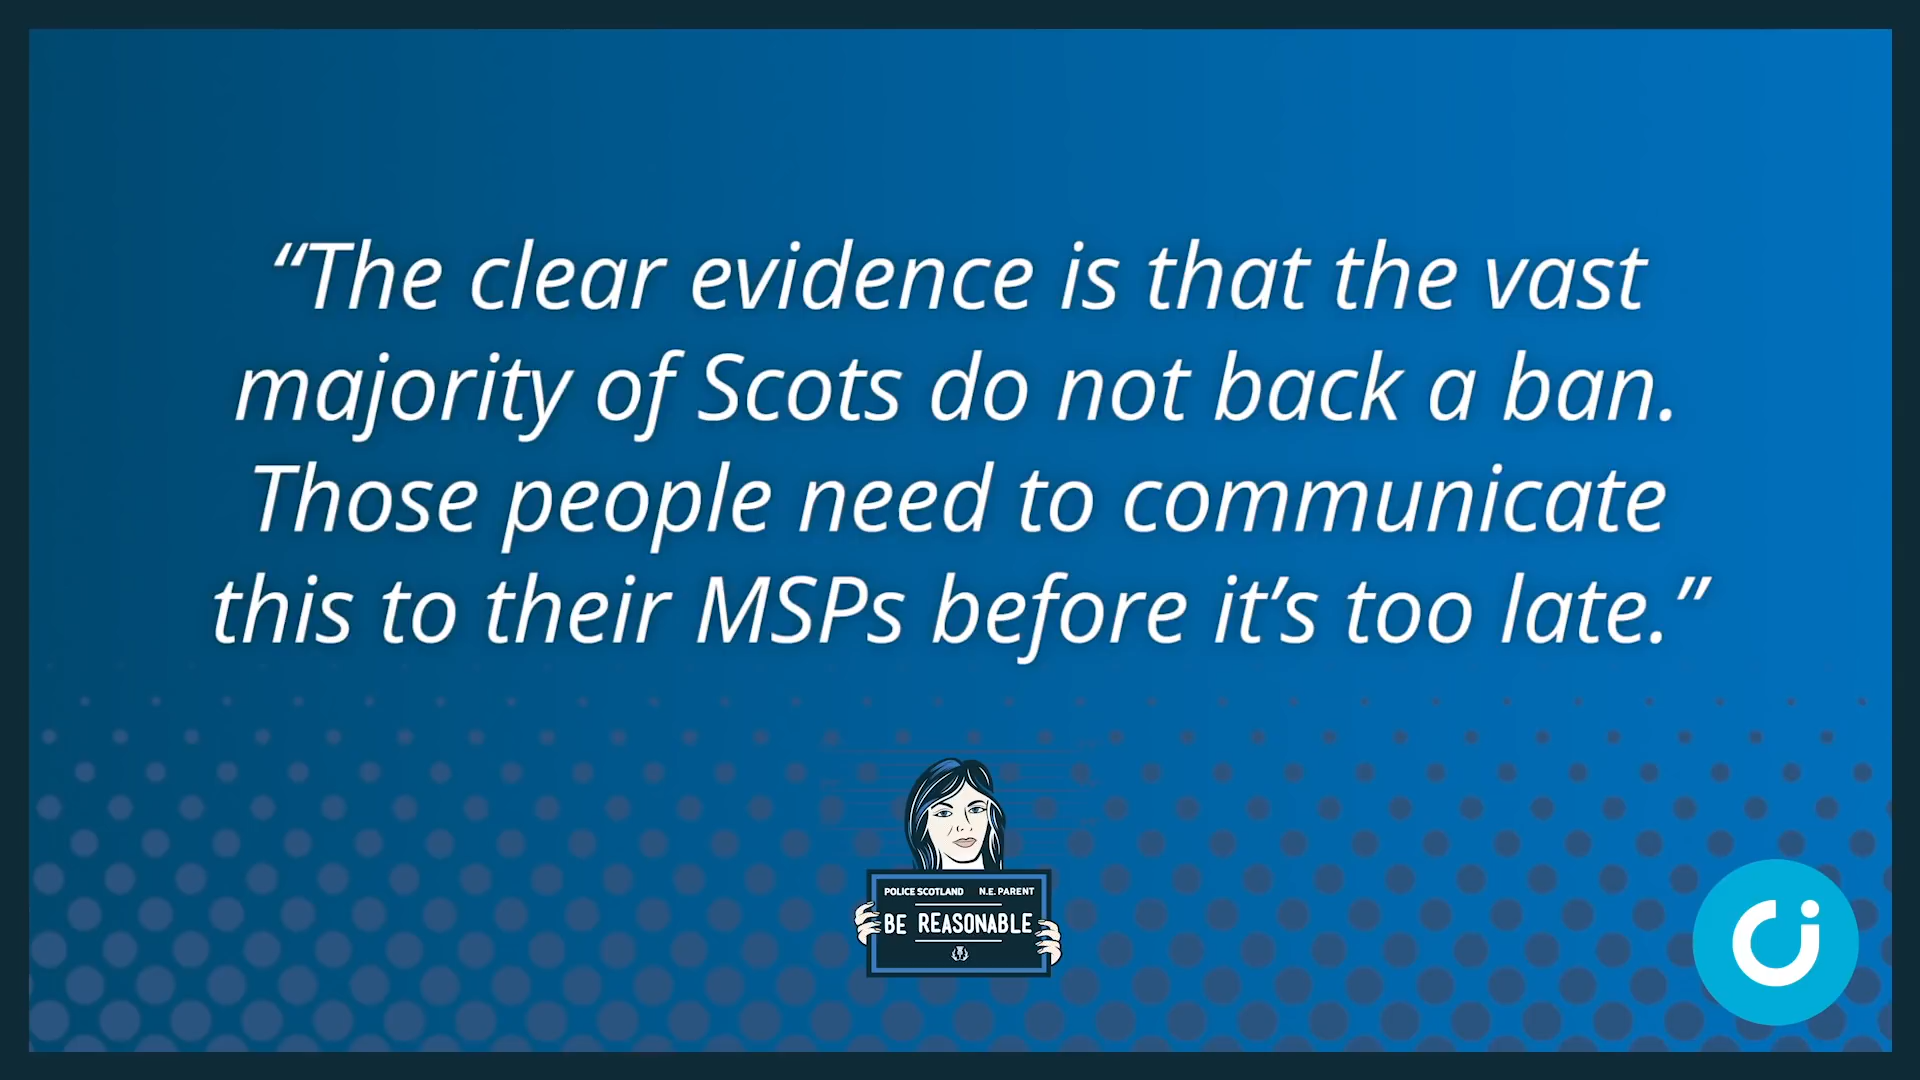 “The clear evidence is that the vast
majority of Scots do not back a ban.
Those people need to communicate
this to their MSPs before it’s too late.”
POLICE SCOTLAND N.E. PARENT
BE REASONABLE